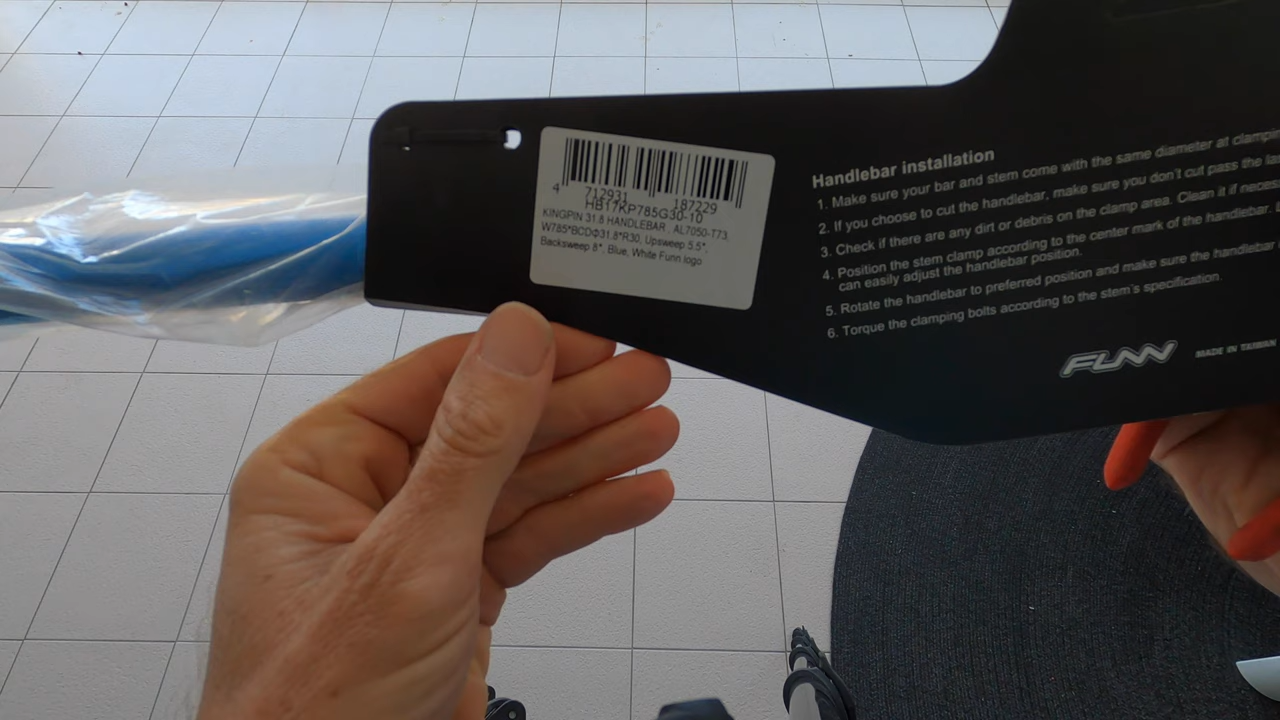 4 712931 187229
HB17KP785G30-10
KINGPIN 31.8 HANDLEBAR , AL7050-T73,
W785*BCDΦ31.8*R30, Upsweep 5.5°,
Backsweep 8°, Blue, White Funn logo
Handlebar installation
1. Make sure your bar and stem come with the same diameter at clamping
2. If you choose to cut the handlebar, make sure you don't cut pass the
3. Check if there are any dirt or debris on the clamp area. Clean it if
4. Position the stem clamp according to the center mark of the handlebar.
can easily adjust the handlebar position.
5. Rotate the handlebar to preferred position and make sure the handlebar
6. Torque the clamping bolts according to the stem's specification.
FUNN
MADE IN TAIWAN